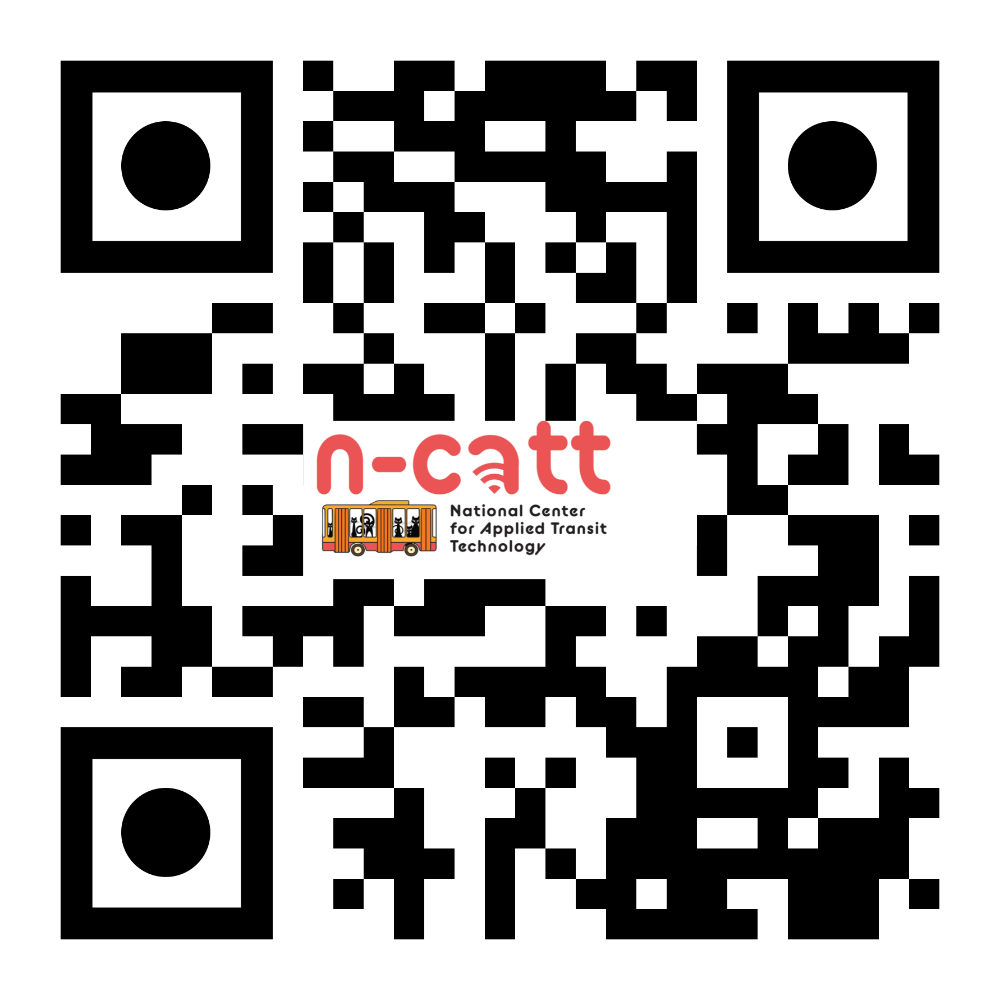 n-catt
National Center
for Applied Transit
Technology